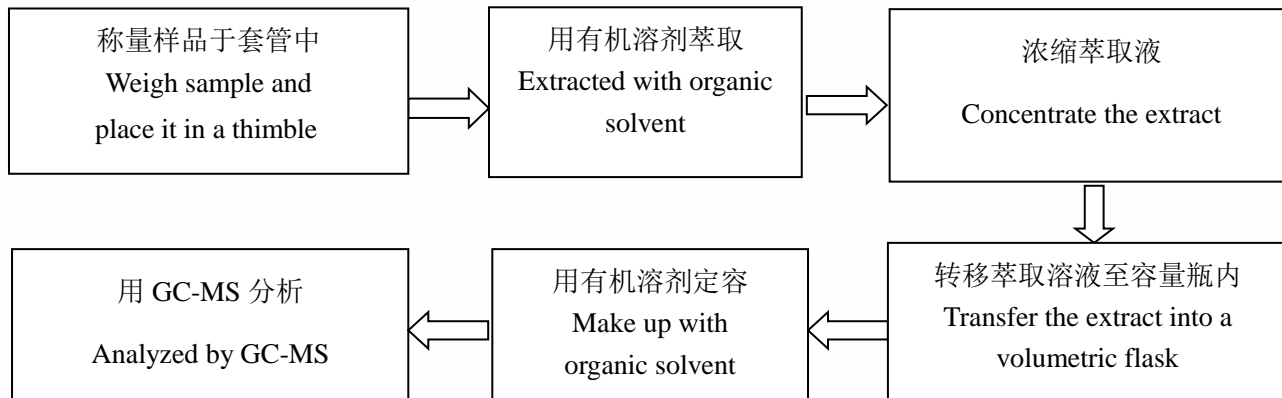 称量样品于套管中
Weigh sample and
place it in a thimble
用有机溶剂萃取
Extracted with organic
solvent
浓缩萃取液
Concentrate the extract
转移萃取溶液至容量瓶内
Transfer the extract into a
volumetric flask
用有机溶剂定容
Make up with
organic solvent
用 GC-MS 分析
Analyzed by GC-MS